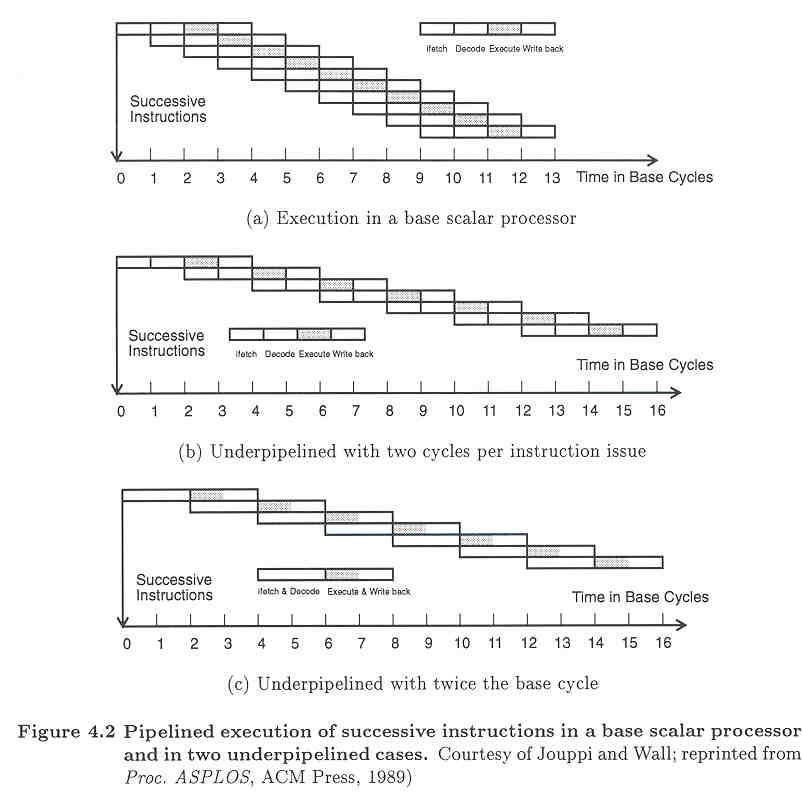 ifetch Decode Execute Write back
Successive
Instructions
0 1 2 3 4 5 6 7 8 9 10 11 12 13 Time in Base Cycles
(a) Execution in a base scalar processor
Successive
Instructions
ifetch Decode Execute Write back
Time in Base Cycles
0 1 2 3 4 5 6 7 8 9 10 11 12 13 14 15 16
(b) Underpipelined with two cycles per instruction issue
Successive
Instructions
ifetch & Decode Execute & Write back
Time in Base Cycles
0 1 2 3 4 5 6 7 8 9 10 11 12 13 14 15 16
(c) Underpipelined with twice the base cycle
Figure 4.2 Pipelined execution of successive instructions in a base scalar processor
and in two underpipelined cases. Courtesy of Jouppi and Wall; reprinted from
Proc. ASPLOS, ACM Press, 1989)